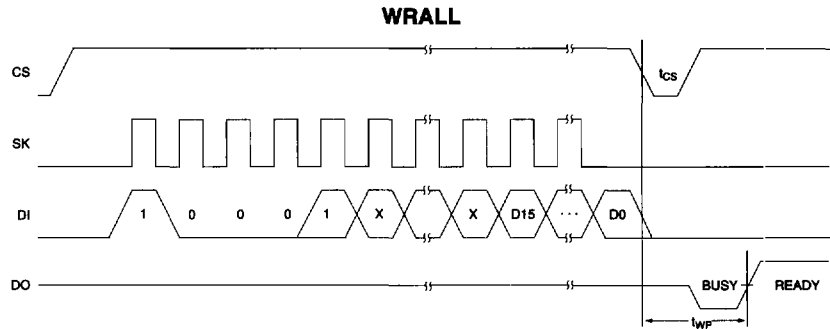 WRALL
CS
tCS
SK
DI 1 0 0 0 1 X X D15 ... D0
DO BUSY READY
tWP